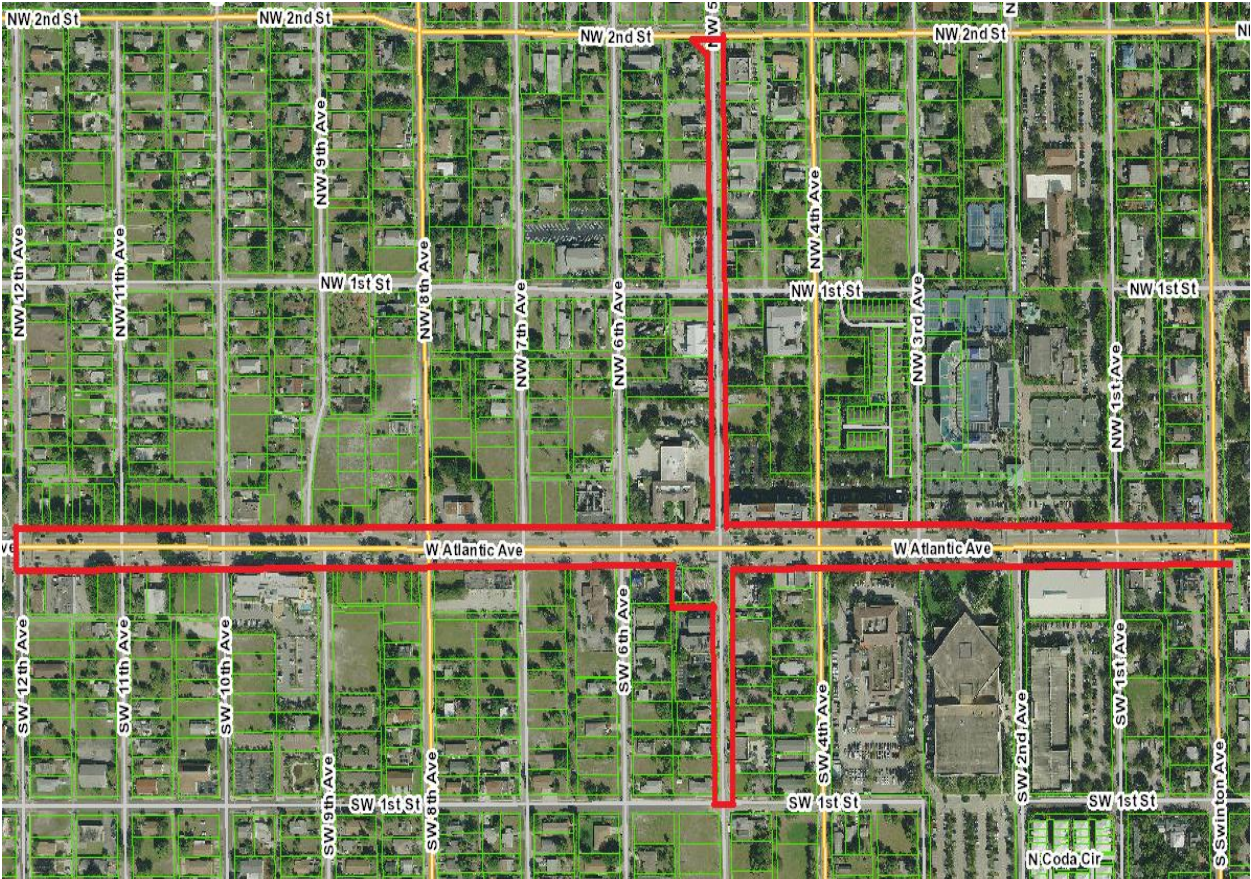 NW 2nd St
NW 2nd St
NW 2nd St
NW 2nd St
NW 9th Ave
NW 12th Ave
NW 11th Ave
NW 8th Ave
NW 4th Ave
NW 1st St
NW 1st St
NW 1st St
NW 7th Ave
NW 6th Ave
NW 3rd Ave
NW 1st Ave
W Atlantic Ave
W Atlantic Ave
SW 12th Ave
SW 11th Ave
SW 10th Ave
SW 9th Ave
SW 8th Ave
SW 6th Ave
SW 4th Ave
SW 2nd Ave
SW 1st Ave
S Swinton Ave
SW 1st St
SW 1st St
SW 1st St
N Coda Cir